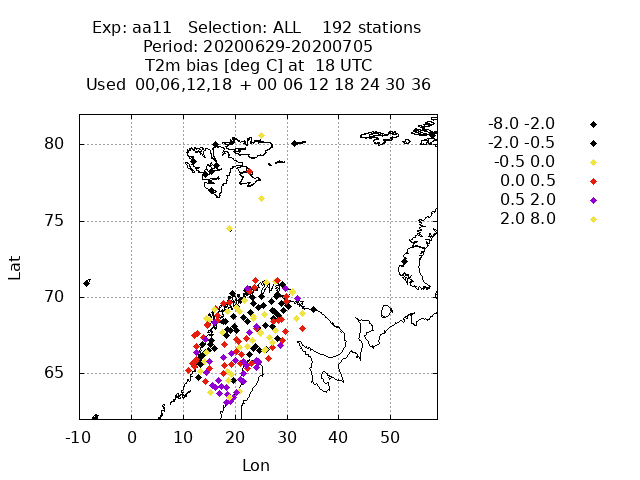 Exp: aa11 Selection: ALL 192 stations
Period: 20200629-20200705
T2m bias [deg C] at 18 UTC
Used 00,06,12,18 + 00 06 12 18 24 30 36
-8.0 -2.0
-2.0 -0.5
-0.5 0.0
0.0 0.5
0.5 2.0
2.0 8.0
80
75
70
65
Lat
-10 0 10 20 30 40 50
Lon